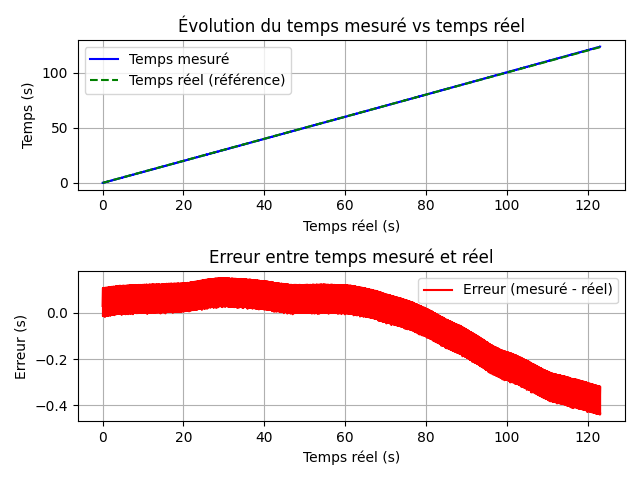 Évolution du temps mesuré vs temps réel
Temps mesuré
Temps réel (référence)
Temps (s)
100
50
0
0 20 40 60 80 100 120
Temps réel (s)
Erreur entre temps mesuré et réel
Erreur (mesuré - réel)
Erreur (s)
0.0
−0.2
−0.4
0 20 40 60 80 100 120
Temps réel (s)